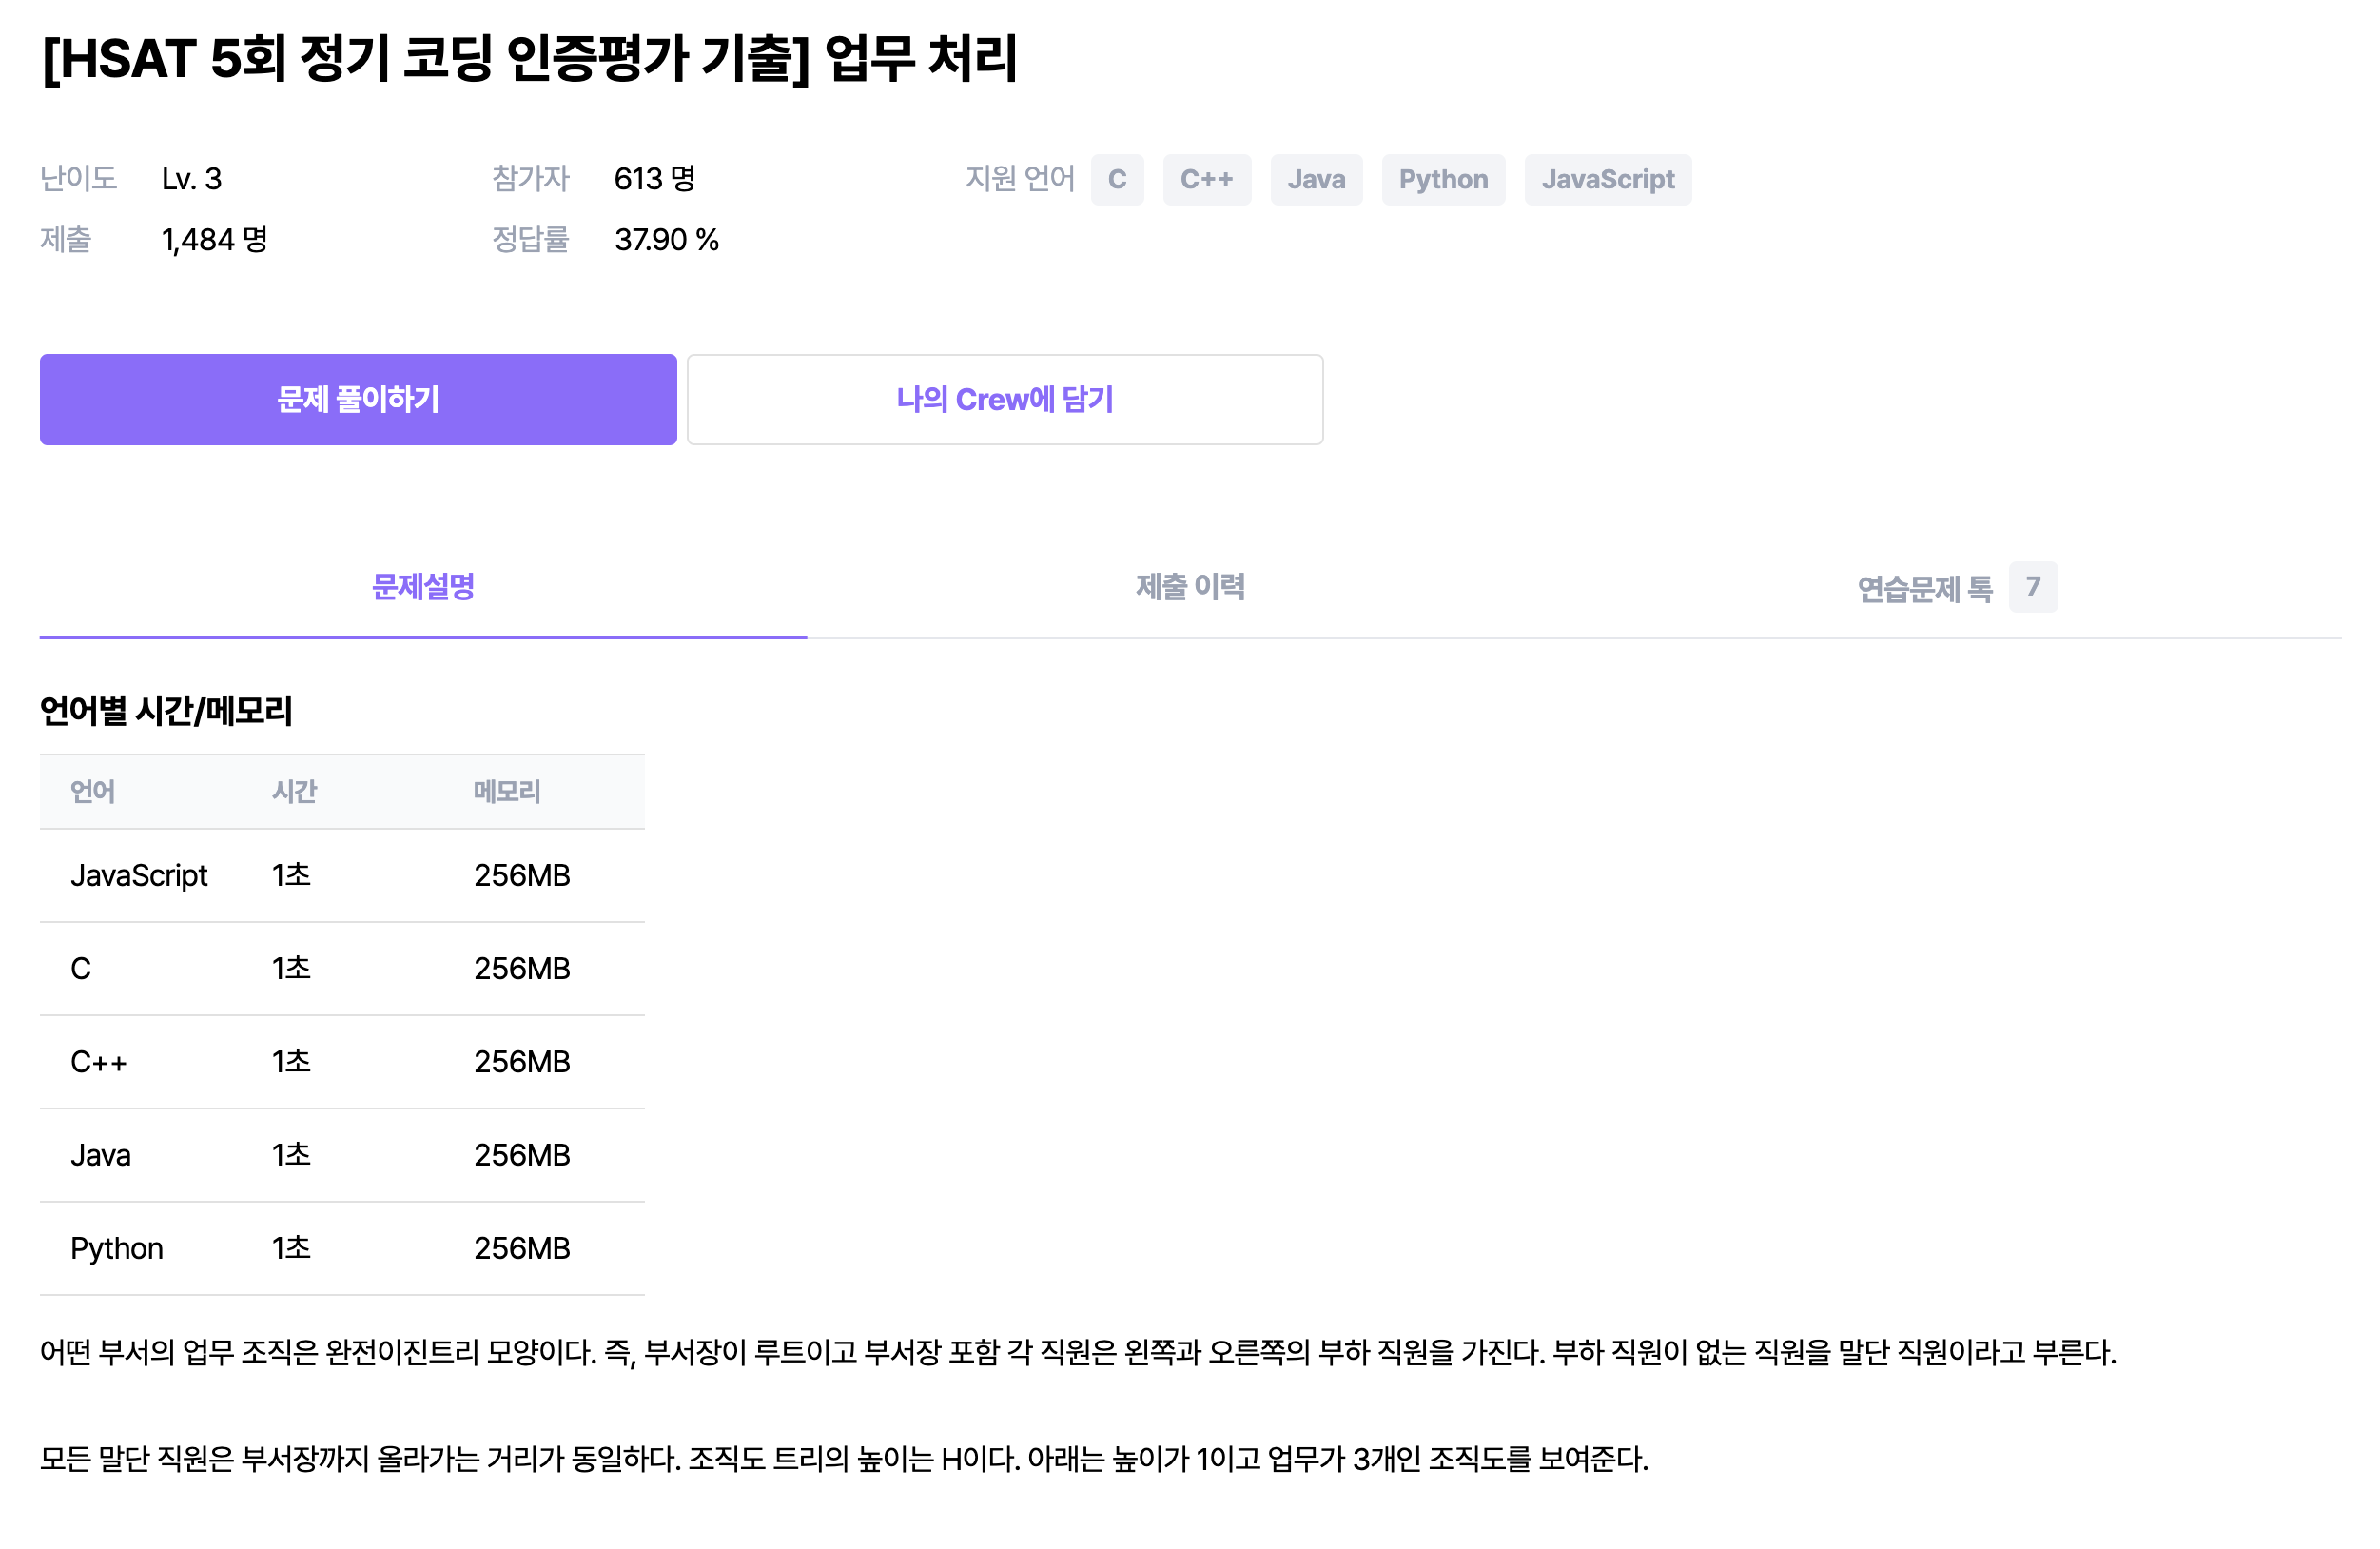 [HSAT 5회 정기 코딩 인증평가 기출] 업무 처리
난이도 Lv. 3 참가자 613 명 지원 언어 C C++ Java Python JavaScript
제출 1,484 명 정답률 37.90 %
문제 풀이하기 나의 Crew에 담기
문제설명 제출 이력 연습문제 톡 7
언어별 시간/메모리
언어 시간 메모리
JavaScript 1초 256MB
C 1초 256MB
C++ 1초 256MB
Java 1초 256MB
Python 1초 256MB
어떤 부서의 업무 조직은 완전이진트리 모양이다. 즉, 부서장이 루트이고 부서장 포함 각 직원은 왼쪽과 오른쪽의 부하 직원을 가진다. 부하 직원이 없는 직원을 말단 직원이라고 부른다.
모든 말단 직원은 부서장까지 올라가는 거리가 동일하다. 조직도 트리의 높이는 H이다. 아래는 높이가 1이고 업무가 3개인 조직도를 보여준다.